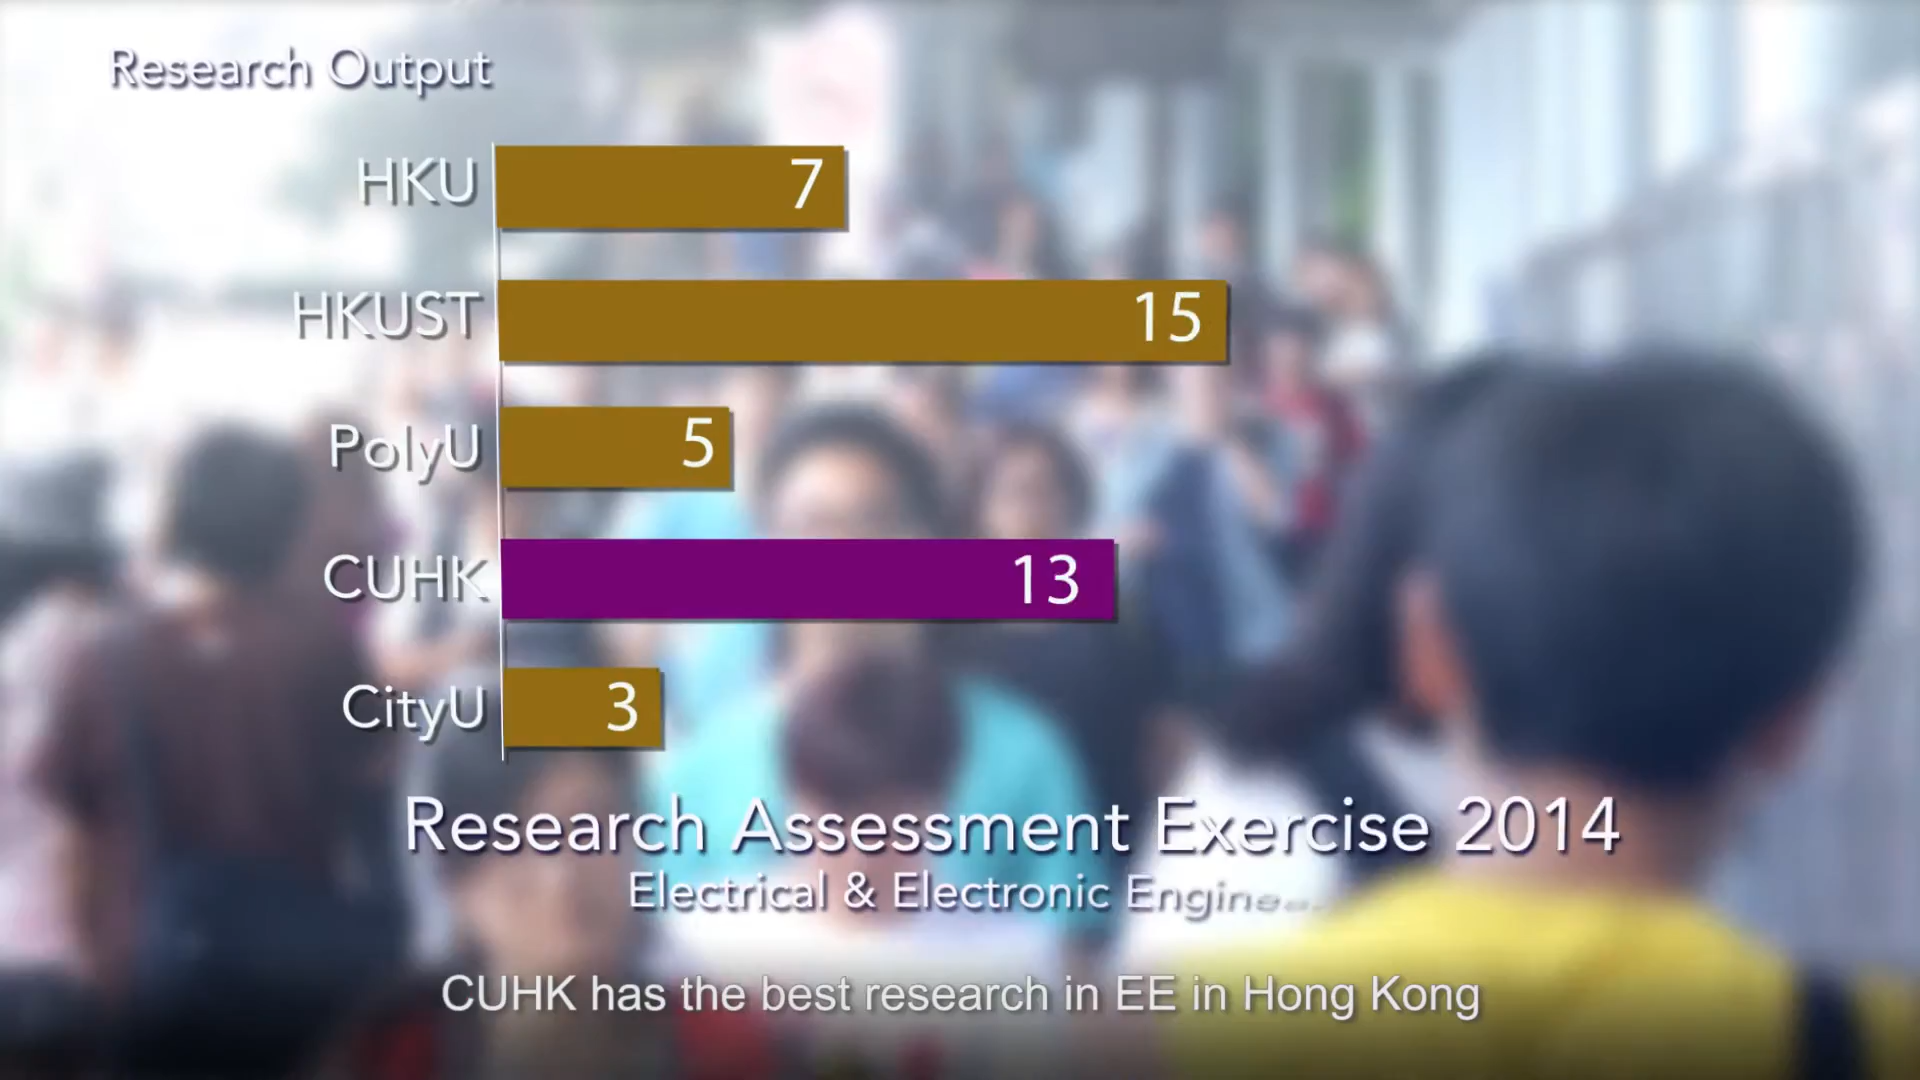 Research Output
HKU 7
HKUST 15
PolyU 5
CUHK 13
CityU 3
Research Assessment Exercise 2014
Electrical & Electronic
CUHK has the best research in EE in Hong Kong